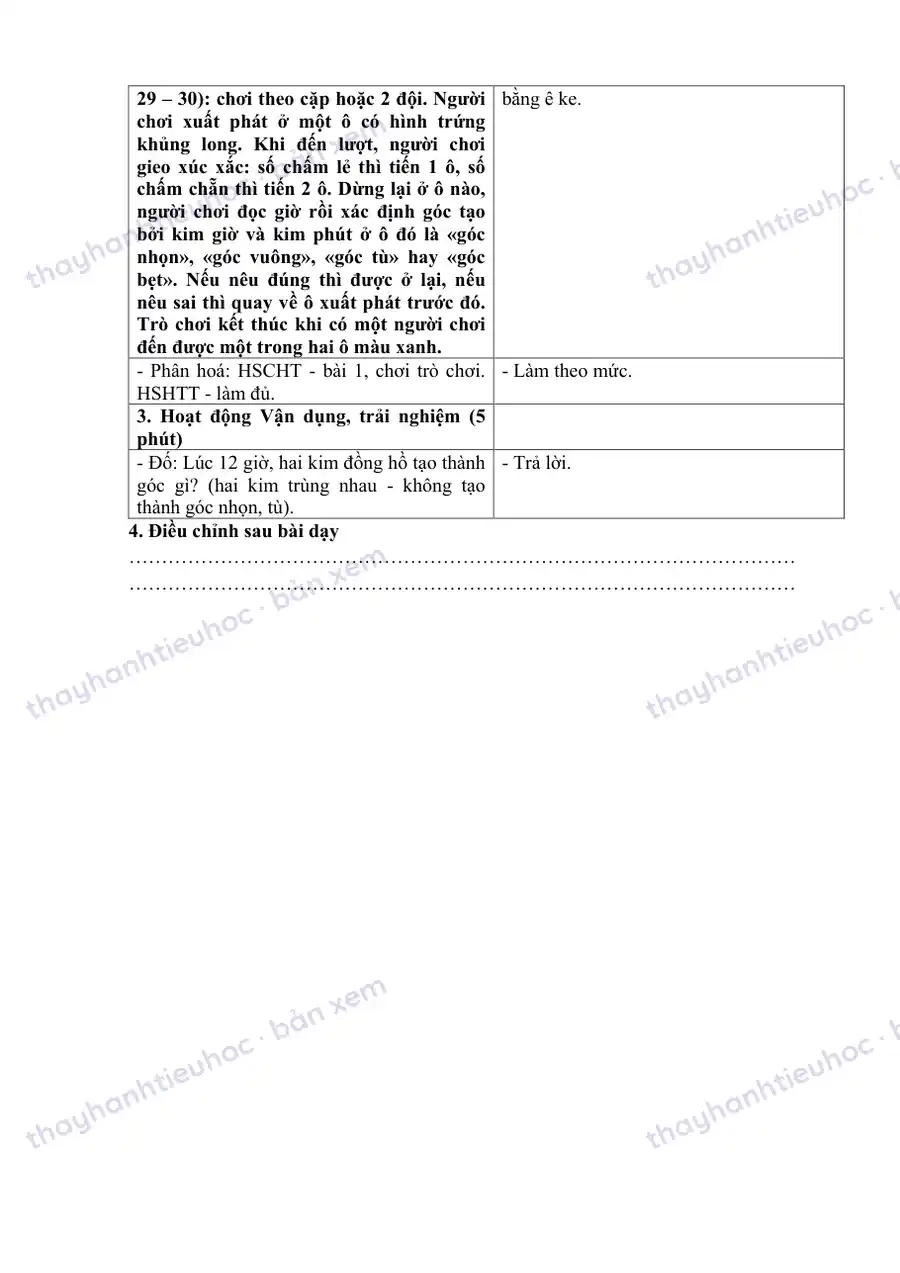 29 – 30): chơi theo cặp hoặc 2 đội. Người
chơi xuất phát ở một ô có hình trứng
khủng long. Khi đến lượt, người chơi
gieo xúc xắc: số chấm lẻ thì tiến 1 ô, số
chấm chẵn thì tiến 2 ô. Dừng lại ở ô nào,
người chơi đọc giờ rồi xác định góc tạo
bởi kim giờ và kim phút ở ô đó là «góc
nhọn», «góc vuông», «góc tù» hay «góc
bẹt». Nếu nêu đúng thì được ở lại, nếu
nêu sai thì quay về ô xuất phát trước đó.
Trò chơi kết thúc khi có một người chơi
đến được một trong hai ô màu xanh.
bằng ê ke.
- Phân hoá: HSCHT - bài 1, chơi trò chơi.
HSHTT - làm đủ.
- Làm theo mức.
3. Hoạt động Vận dụng, trải nghiệm (5
phút)
- Đố: Lúc 12 giờ, hai kim đồng hồ tạo thành
góc gì? (hai kim trùng nhau - không tạo
thành góc nhọn, tù).
- Trả lời.
4. Điều chỉnh sau bài dạy
……………………………………………………………………………………
……………………………………………………………………………………
thayhanhtieuhoc · bản xem
thayhanhtieuhoc · b
thayhanhtieuhoc · bản xem
thayhanhtieuhoc · b
thayhanhtieuhoc · bản xem
thayhanhtieuhoc · b